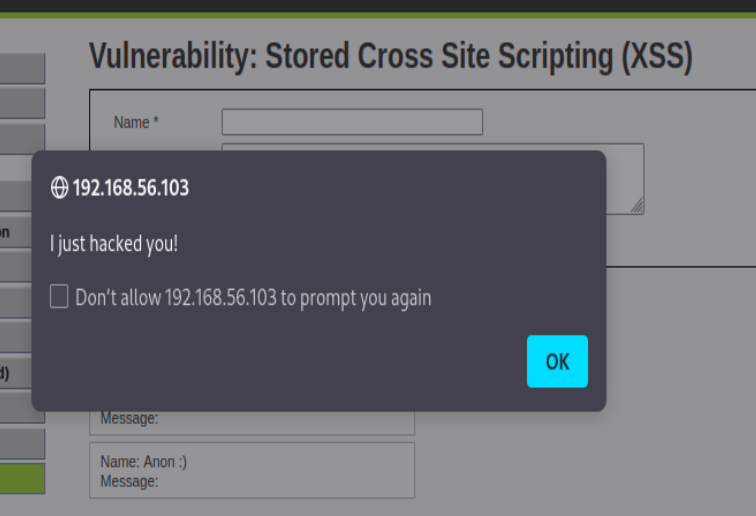 Vulnerability: Stored Cross Site Scripting (XSS)
Name *
192.168.56.103
I just hacked you!
Don't allow 192.168.56.103 to prompt you again
OK
Message:
Name: Anon :)
Message: